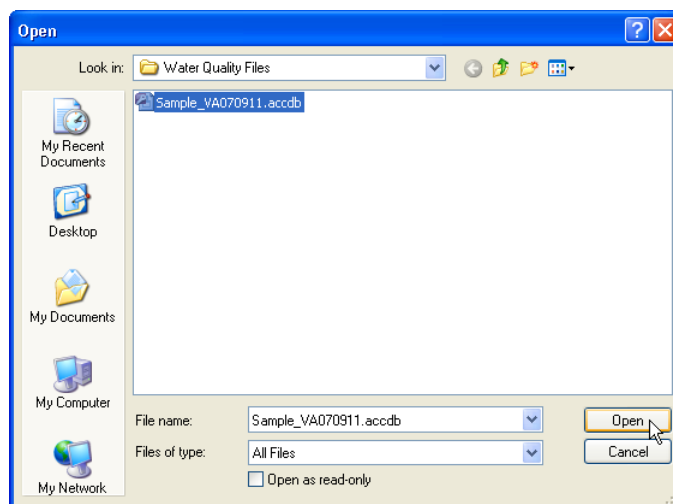 Open
Look in: Water Quality Files
Sample_VA070911.accdb
My Recent
Documents
Desktop
My Documents
My Computer
My Network
File name: Sample_VA070911.accdb Open
Files of type: All Files Cancel
Open as read-only